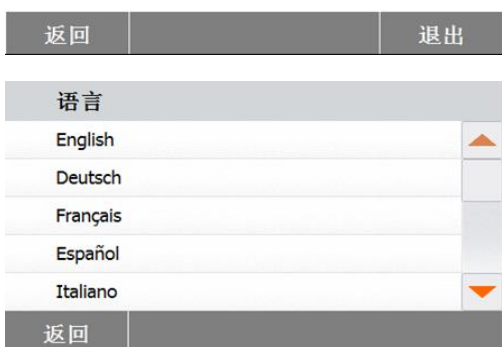 返回 退出
语言
English
Deutsch
Français
Español
Italiano
返回